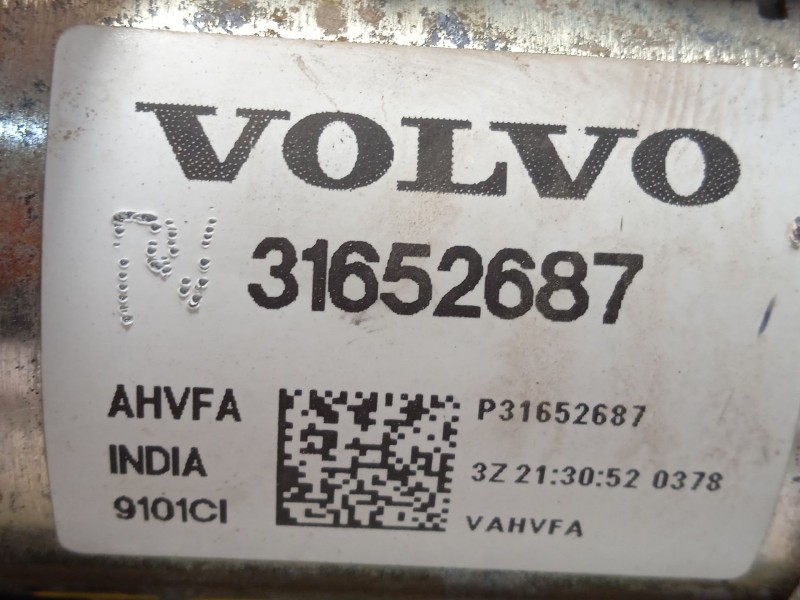 VOLVO
31652687
AHVFA
INDIA
9101CI
P31652687
3Z 21:30:52 0378
VAHVFA